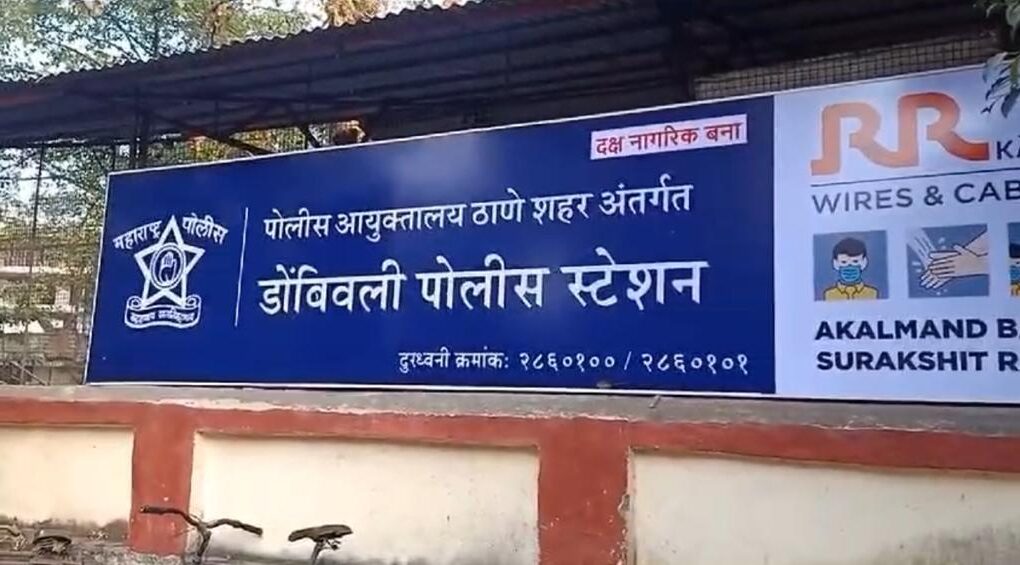 दक्ष नागरिक बना
महाराष्ट्र पोलीस
पोलीस आयुक्तालय ठाणे शहर अंतर्गत
डोंबिवली पोलीस स्टेशन
दुरध्वनी क्रमांक: २८६०१०० / २८६०१०१
RR
WIRES & CAB
AKALMAND B
SURAKSHIT R